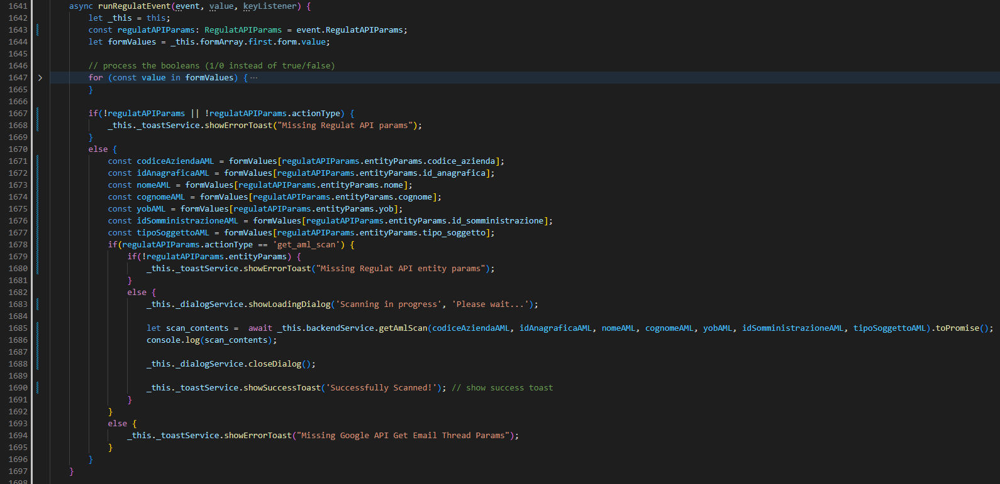 1641 async runRegulatEvent(event, value, keyListener) {
1642 let _this = this;
1643 const regulatAPIParams: RegulatAPIParams = event.RegulatAPIParams;
1644 let formValues = _this.formArray.first.form.value;
1645
1646 // process the booleans (1/0 instead of true/false)
1647 for (const value in formValues) { ···
1665 }
1666
1667 if(!regulatAPIParams || !regulatAPIParams.actionType) {
1668 _this._toastService.showErrorToast("Missing Regulat API params");
1669 }
1670 else {
1671 const codiceAziendaAML = formValues[regulatAPIParams.entityParams.codice_azienda];
1672 const idAnagraficaAML = formValues[regulatAPIParams.entityParams.id_anagrafica];
1673 const nomeAML = formValues[regulatAPIParams.entityParams.nome];
1674 const cognomeAML = formValues[regulatAPIParams.entityParams.cognome];
1675 const yobAML = formValues[regulatAPIParams.entityParams.yob];
1676 const idSomministrazioneAML = formValues[regulatAPIParams.entityParams.id_somministrazione];
1677 const tipoSoggettoAML = formValues[regulatAPIParams.entityParams.tipo_soggetto];
1678 if(regulatAPIParams.actionType == 'get_aml_scan') {
1679 if(!regulatAPIParams.entityParams) {
1680 _this._toastService.showErrorToast("Missing Regulat API entity params");
1681 }
1682 else {
1683 _this._dialogService.showLoadingDialog('Scanning in progress', 'Please wait...');
1684
1685 let scan_contents =  await _this.backendService.getAmlScan(codiceAziendaAML, idAnagraficaAML, nomeAML, cognomeAML, yobAML, idSomministrazioneAML, tipoSoggettoAML).toPromise();
1686 console.log(scan_contents);
1687
1688 _this._dialogService.closeDialog();
1689
1690 _this._toastService.showSuccessToast('Successfully Scanned!'); // show success toast
1691 }
1692 }
1693 else {
1694 _this._toastService.showErrorToast("Missing Google API Get Email Thread Params");
1695 }
1696 }
1697 }
1698